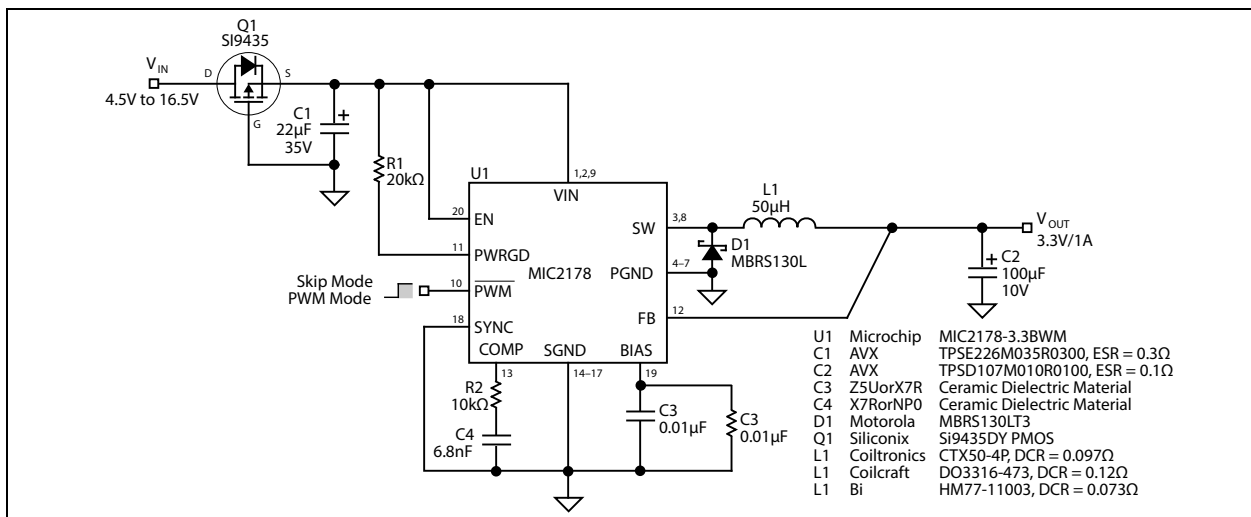 Q1
SI9435
VIN
D
S
G
4.5V to 16.5V
C1
22µF
35V
+
R1
20kΩ
U1
1,2,9
VIN
20
EN
11
PWRGD
MIC2178
Skip Mode
PWM Mode
10
PWM
18
SYNC
COMP
SGND
BIAS
SW
3,8
PGND
4–7
FB
12
L1
50µH
D1
MBRS130L
VOUT
3.3V/1A
+
C2
100µF
10V
13
14–17
19
R2
10kΩ
C4
6.8nF
C3
0.01µF
C3
0.01µF
U1 Microchip MIC2178-3.3BWM
C1 AVX TPSE226M035R0300, ESR = 0.3Ω
C2 AVX TPSD107M010R0100, ESR = 0.1Ω
C3 Z5UorX7R Ceramic Dielectric Material
C4 X7RorNP0 Ceramic Dielectric Material
D1 Motorola MBRS130LT3
Q1 Siliconix Si9435DY PMOS
L1 Coiltronics CTX50-4P, DCR = 0.097Ω
L1 Coilcraft DO3316-473, DCR = 0.12Ω
L1 Bi HM77-11003, DCR = 0.073Ω